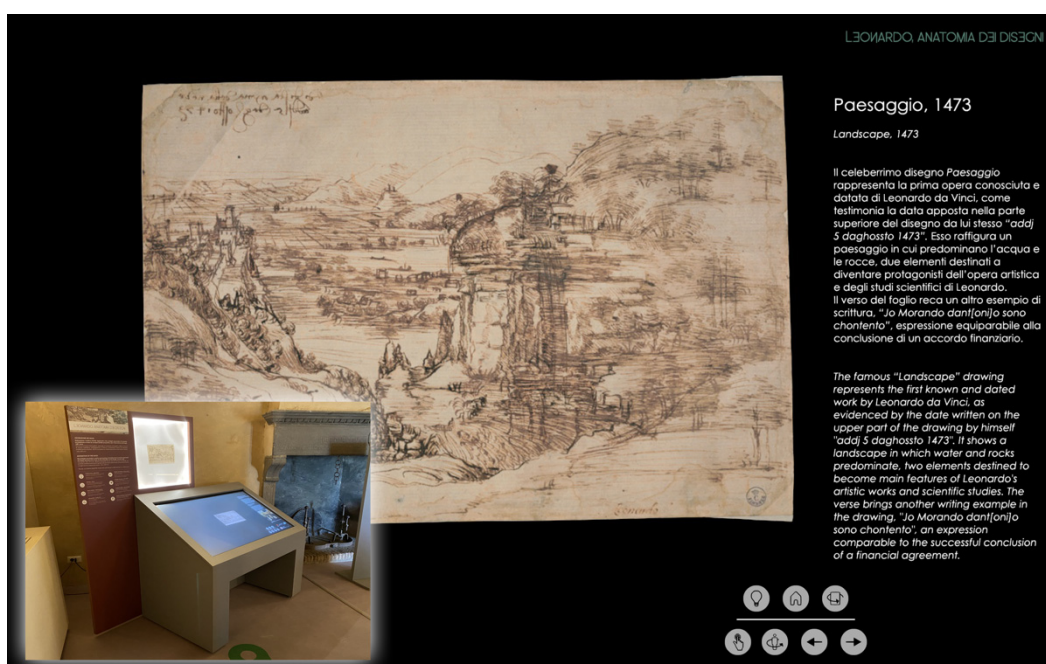 LEONARDO, ANATOMIA DEI DISEGNI
Paesaggio, 1473
Landscape, 1473
Il celeberrimo disegno Paesaggio
rappresenta la prima opera conosciuta e
datata di Leonardo da Vinci, come
testimonia la data apposta nella parte
superiore del disegno da lui stesso “addj
5 daghossto 1473”. Esso raffigura un
paesaggio in cui predominano l’acqua e
le rocce, due elementi destinati a
diventare protagonisti dell’opera artistica
e degli studi scientifici di Leonardo.
Il verso del foglio reca un altro esempio di
scrittura, “Jo Morando dant[oni]o sono
chontento”, espressione equiparabile alla
conclusione di un accordo finanziario.
The famous “Landscape” drawing
represents the first known and dated
work by Leonardo da Vinci, as
evidenced by the date written on the
upper part of the drawing by himself
"addj 5 daghossto 1473". It shows a
landscape in which water and rocks
predominate, two elements destined to
become main features of Leonardo's
artistic works and scientific studies. The
verse brings another writing example in
the drawing, "Jo Morando dant[oni]o
sono chontento", an expression
comparable to the successful conclusion
of a financial agreement.